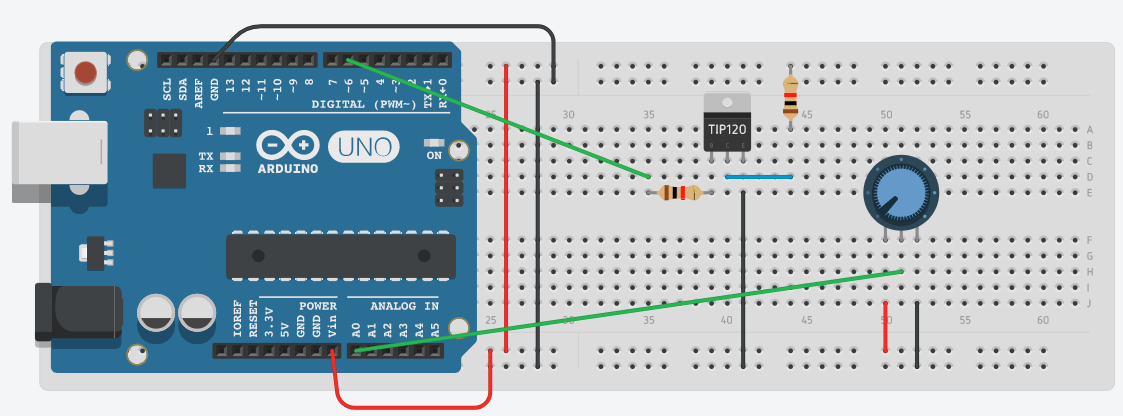 SCL
SDA
AREF
GND
13
12
~11
~10
~9
8
7
~6
~5
4
~3
2
TX→1
RX←0
DIGITAL (PWM~)
1
TX
RX
ARDUINO
UNO
ON
IOREF
RESET
3.3V
5V
GND
GND
Vin
POWER
ANALOG IN
A0
A1
A2
A3
A4
A5
25 30 35 40 45 50 55 60
TIP120
B C E
A
B
C
D
E
F
G
H
I
J
25 30 35 40 45 50 55 60